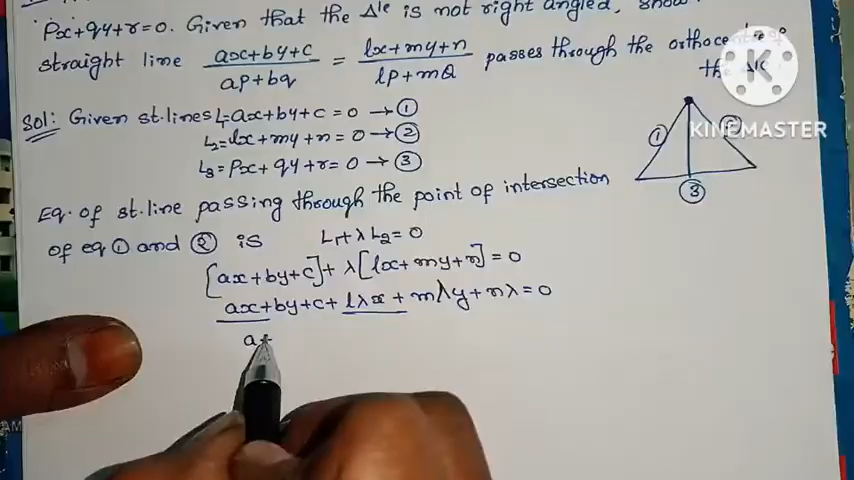 Px+qy+r=0. Given that the Δle is not right angled, show
straight line (ax+by+c)/(ap+bq) = (lx+my+n)/(lp+mQ) passes through the orthocentre of
the Δle
Sol: Given st.lines L1=ax+by+c=0 → ①
L2=lx+my+n=0 → ②
L3=Px+qy+r=0 → ③
① ②
③
KINEMASTER
Eq. of st.line passing through the point of intersection
of eq ① and ② is L1+λL2=0
[ax+by+c]+λ[lx+my+n]=0
ax+by+c+lλx+mλy+nλ=0
a+